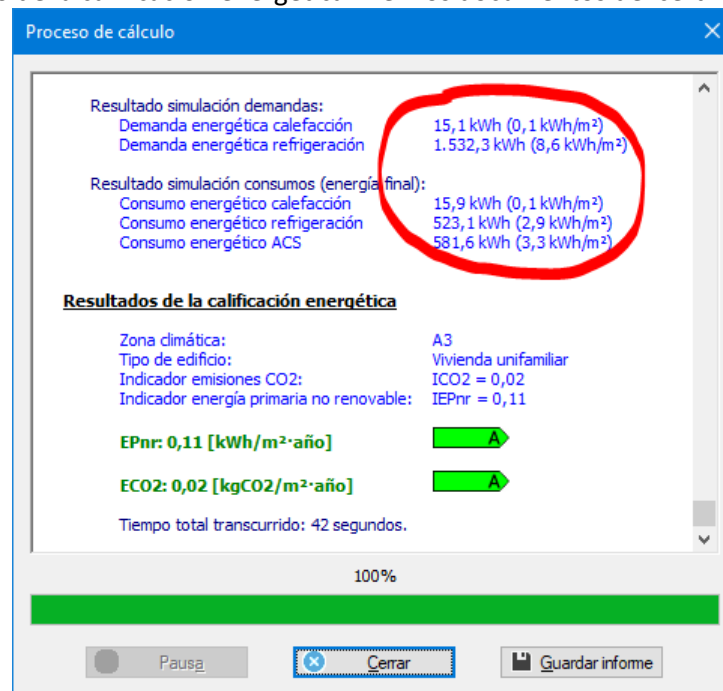 Proceso de cálculo
Resultado simulación demandas:
Demanda energética calefacción 15,1 kWh (0,1 kWh/m²)
Demanda energética refrigeración 1.532,3 kWh (8,6 kWh/m²)
Resultado simulación consumos (energía final):
Consumo energético calefacción 15,9 kWh (0,1 kWh/m²)
Consumo energético refrigeración 523,1 kWh (2,9 kWh/m²)
Consumo energético ACS 581,6 kWh (3,3 kWh/m²)
Resultados de la calificación energética
Zona climática: A3
Tipo de edificio: Vivienda unifamiliar
Indicador emisiones CO2: ICO2 = 0,02
Indicador energía primaria no renovable: IEPnr = 0,11
EPnr: 0,11 [kWh/m²·año] A
ECO2: 0,02 [kgCO2/m²·año] A
Tiempo total transcurrido: 42 segundos.
100%
Pausa Cerrar Guardar informe